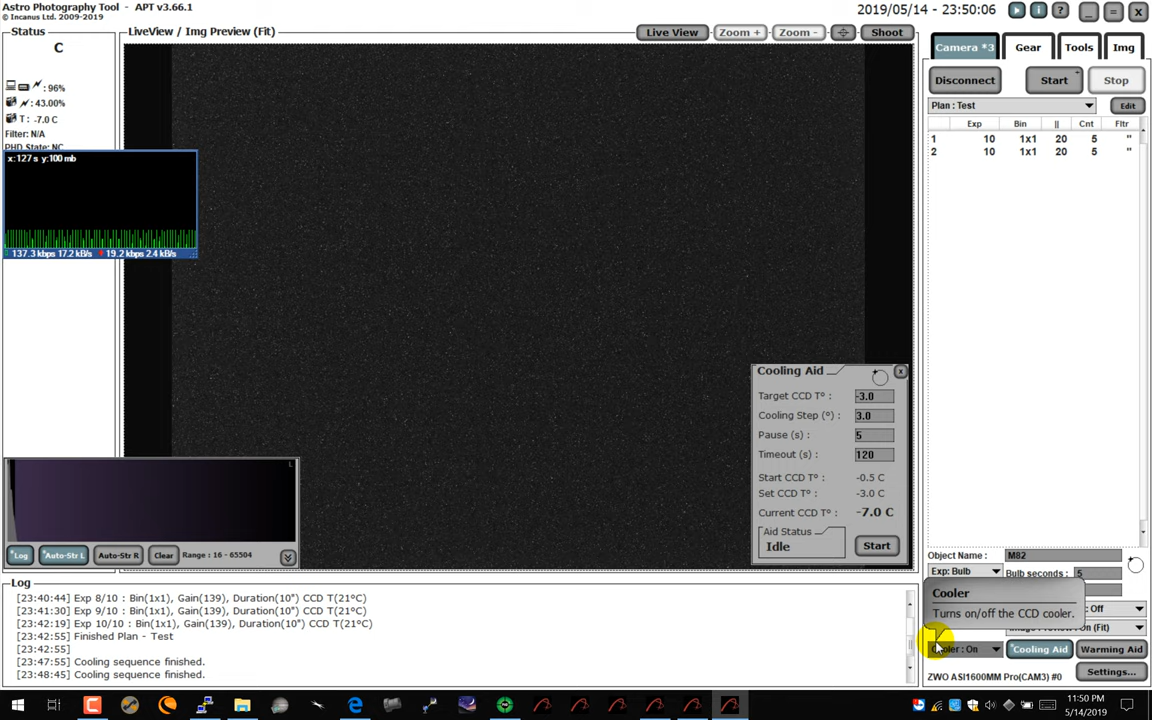 Astro Photography Tool - APT v3.66.1
© Incanus Ltd. 2009-2019
2019/05/14 - 23:50:06
Status
C
: 96%
: 43.00%
T : -7.0 C
Filter: N/A
PHD State: NC
x:127 s y:100 mb
137.3 kbps 17.2 kB/s 19.2 kbps 2.4 kB/s
LiveView / Img Preview (Fit)
Live View
Zoom +
Zoom -
Shoot
Camera *3
Gear
Tools
Img
Disconnect
Start
Stop
Plan : Test
Edit
Exp Bin || Cnt Fltr
1 10 1x1 20 5 "
2 10 1x1 20 5 "
Cooling Aid
Target CCD T° : -3.0
Cooling Step (°) : 3.0
Pause (s) : 5
Timeout (s) : 120
Start CCD T° : -0.5 C
Set CCD T° : -3.0 C
Current CCD T° : -7.0 C
Aid Status
Idle
Start
L
*Log
*Auto-Str L
Auto-Str R
Clear
Range : 16 - 65504
Object Name : M82
Exp: Bulb
Bulb seconds : 5
Cooler
Turns on/off the CCD cooler.
: Off
Image Preview : On (Fit)
Cooler : On
*Cooling Aid
Warming Aid
ZWO ASI1600MM Pro(CAM3) #0
Settings...
Log
[23:40:44] Exp 8/10 : Bin(1x1), Gain(139), Duration(10") CCD T(21°C)
[23:41:30] Exp 9/10 : Bin(1x1), Gain(139), Duration(10") CCD T(21°C)
[23:42:19] Exp 10/10 : Bin(1x1), Gain(139), Duration(10") CCD T(21°C)
[23:42:55] Finished Plan - Test
[23:42:55]
[23:47:55] Cooling sequence finished.
[23:48:45] Cooling sequence finished.
11:50 PM
5/14/2019